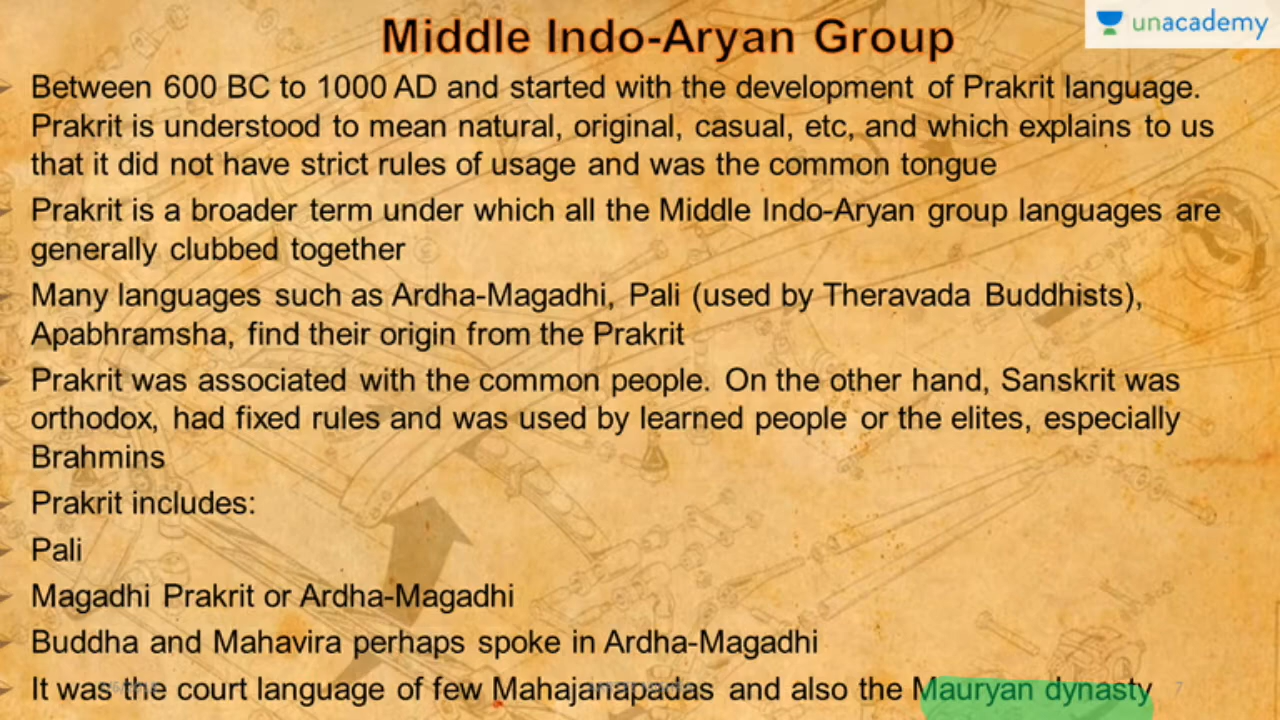 Middle Indo-Aryan Group
unacademy
Between 600 BC to 1000 AD and started with the development of Prakrit language.
Prakrit is understood to mean natural, original, casual, etc, and which explains to us
that it did not have strict rules of usage and was the common tongue
Prakrit is a broader term under which all the Middle Indo-Aryan group languages are
generally clubbed together
Many languages such as Ardha-Magadhi, Pali (used by Theravada Buddhists),
Apabhramsha, find their origin from the Prakrit
Prakrit was associated with the common people. On the other hand, Sanskrit was
orthodox, had fixed rules and was used by learned people or the elites, especially
Brahmins
Prakrit includes:
Pali
Magadhi Prakrit or Ardha-Magadhi
Buddha and Mahavira perhaps spoke in Ardha-Magadhi
It was the court language of few Mahajanapadas and also the Mauryan dynasty
7